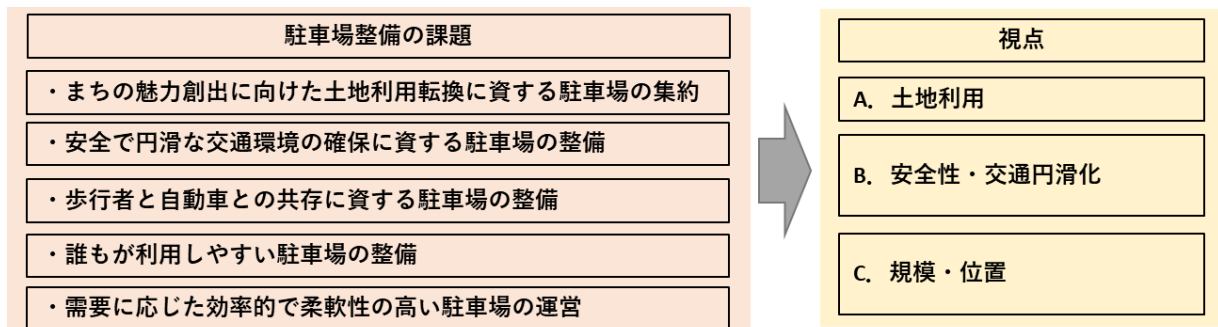 駐車場整備の課題
・まちの魅力創出に向けた土地利用転換に資する駐車場の集約
・安全で円滑な交通環境の確保に資する駐車場の整備
・歩行者と自動車との共存に資する駐車場の整備
・誰もが利用しやすい駐車場の整備
・需要に応じた効率的で柔軟性の高い駐車場の運営
視点
A. 土地利用
B. 安全性・交通円滑化
C. 規模・位置